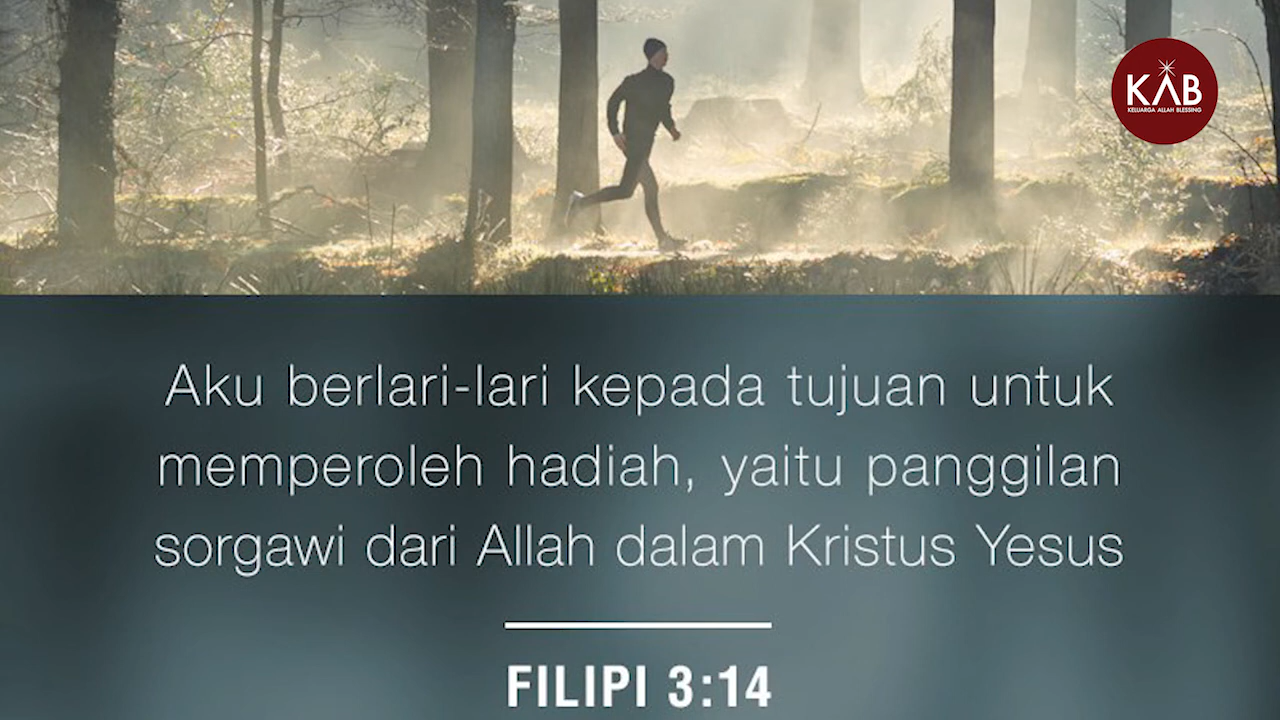 KAB
KELUARGA ALLAH BLESSING
Aku berlari-lari kepada tujuan untuk
memperoleh hadiah, yaitu panggilan
sorgawi dari Allah dalam Kristus Yesus
FILIPI 3:14